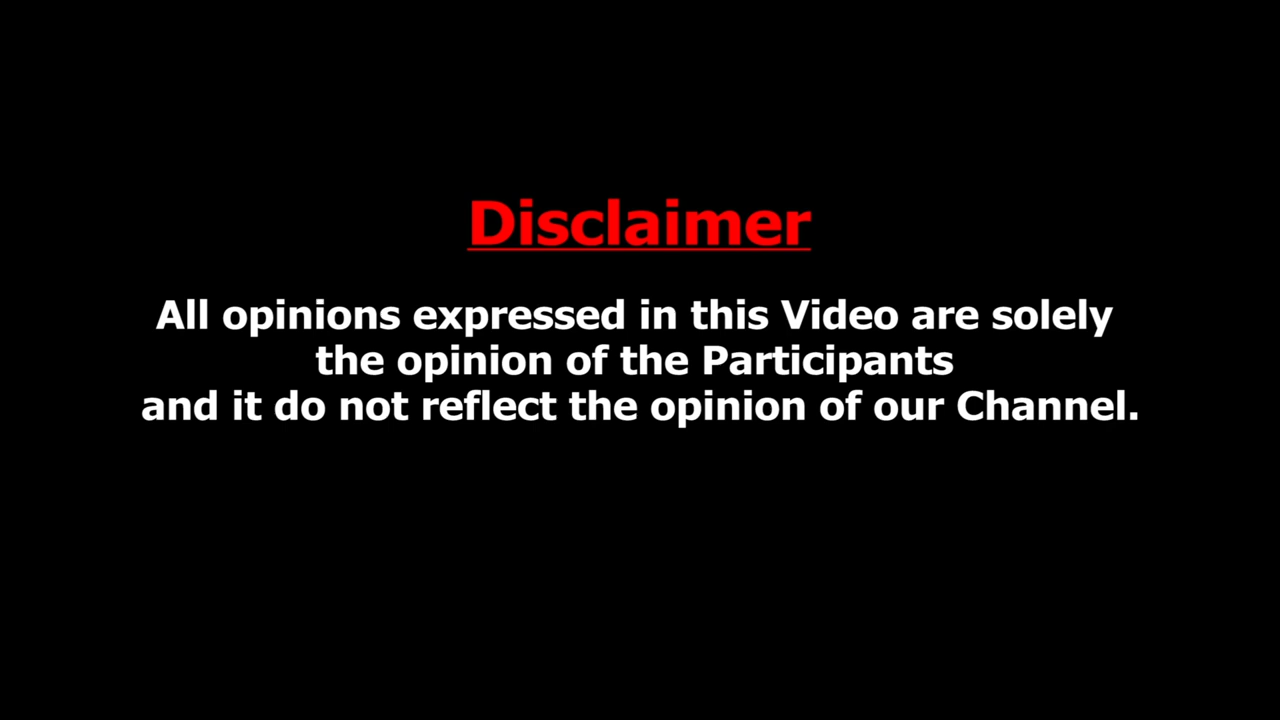 Disclaimer
All opinions expressed in this Video are solely
the opinion of the Participants
and it do not reflect the opinion of our Channel.